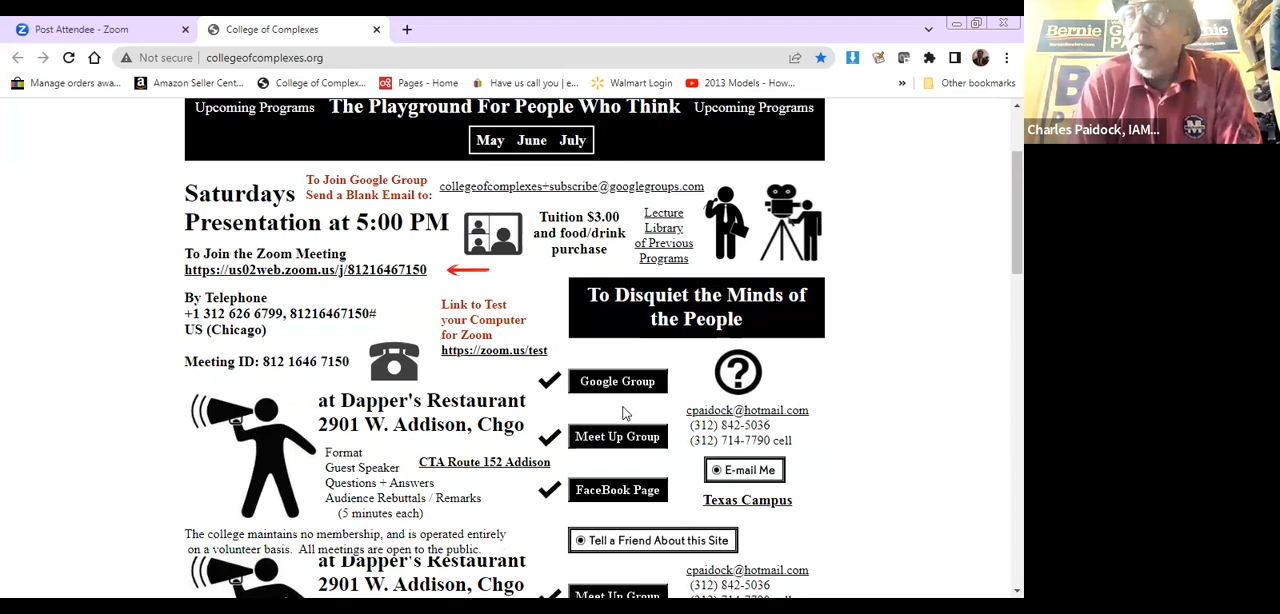 Post Attendee - Zoom
College of Complexes
Not secure
collegeofcomplexes.org
Manage orders awa...
Amazon Seller Cent...
College of Complex...
Pages - Home
Have us call you | e...
Walmart Login
2013 Models - How...
»
Other bookmarks
Upcoming Programs
The Playground For People Who Think
Upcoming Programs
May June July
Saturdays
Presentation at 5:00 PM
To Join Google Group
Send a Blank Email to:
collegeofcomplexes+subscribe@googlegroups.com
Tuition $3.00
and food/drink
purchase
Lecture
Library
of Previous
Programs
To Join the Zoom Meeting
https://us02web.zoom.us/j/81216467150
By Telephone
+1 312 626 6799, 81216467150#
US (Chicago)
Meeting ID: 812 1646 7150
Link to Test
your Computer
for Zoom
https://zoom.us/test
To Disquiet the Minds of
the People
Google Group
Meet Up Group
FaceBook Page
cpaidock@hotmail.com
(312) 842-5036
(312) 714-7790 cell
E-mail Me
Texas Campus
at Dapper's Restaurant
2901 W. Addison, Chgo
Format
Guest Speaker
Questions + Answers
Audience Rebuttals / Remarks
(5 minutes each)
CTA Route 152 Addison
The college maintains no membership, and is operated entirely
on a volunteer basis. All meetings are open to the public.
Tell a Friend About this Site
at Dapper's Restaurant
2901 W. Addison, Chgo
Meet Up Group
cpaidock@hotmail.com
(312) 842-5036
Bernie
Charles Paidock, IAM...
M